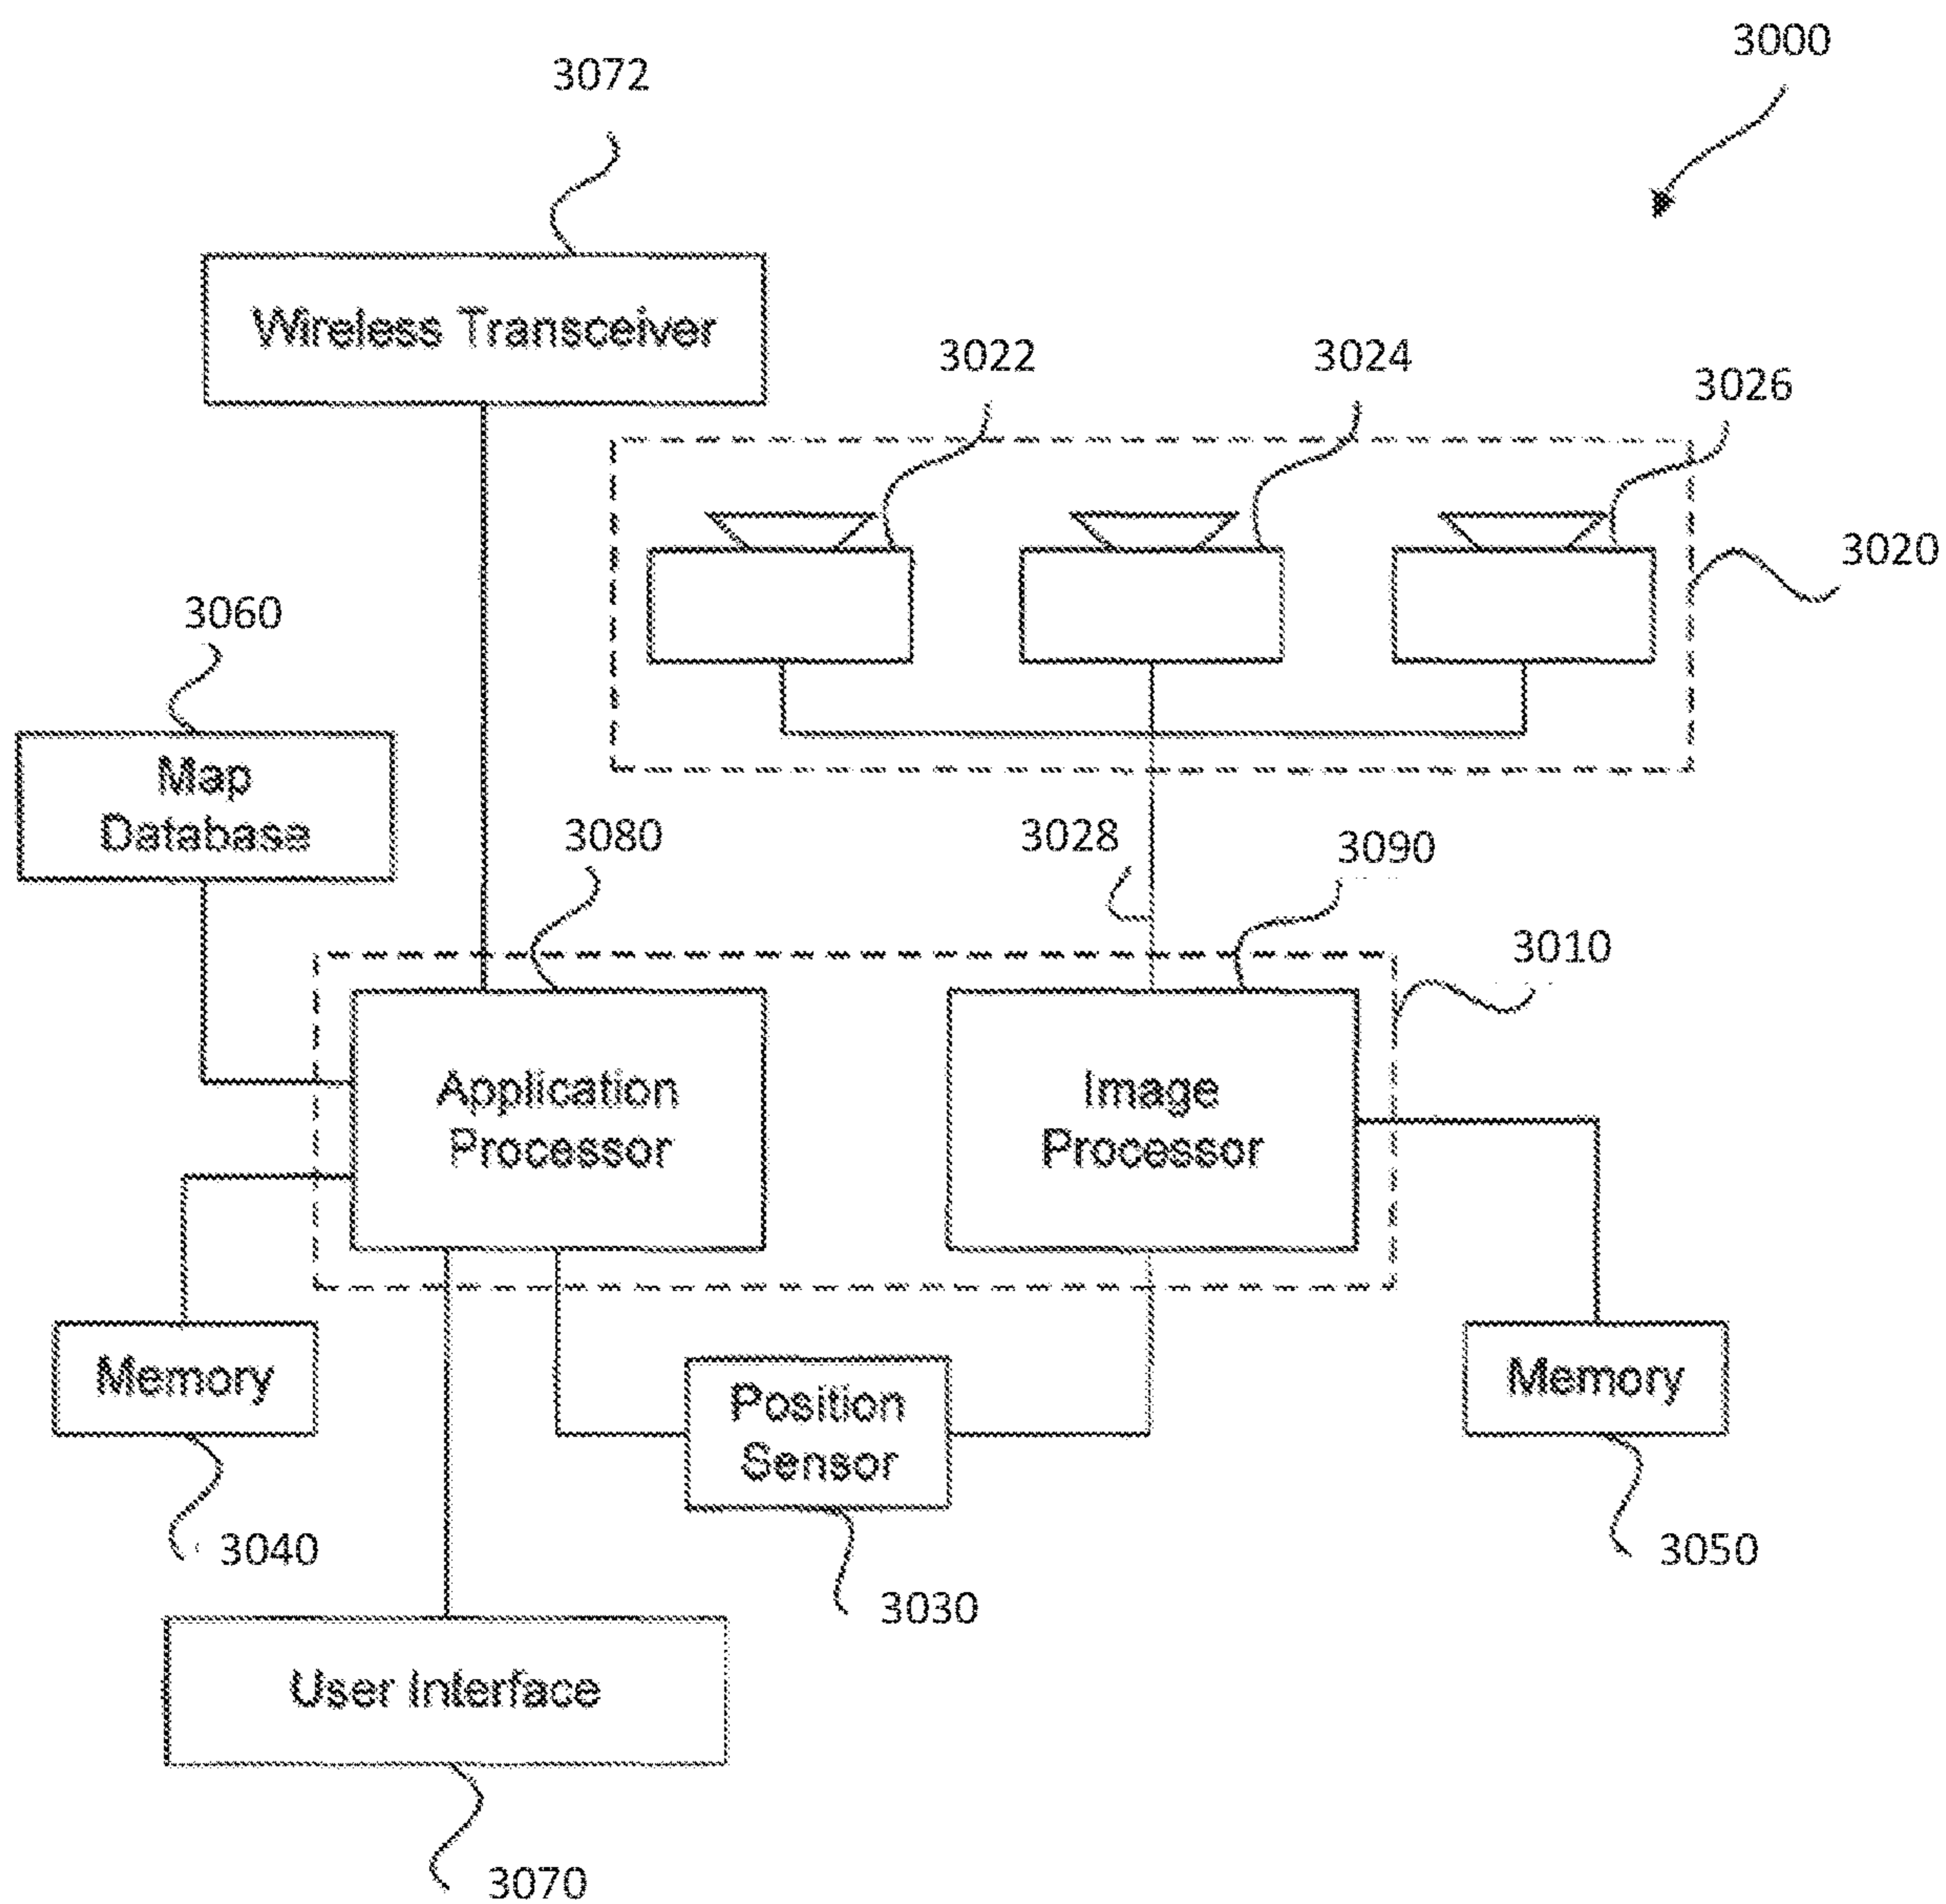 3000
3072
Wireless Transceiver
3022
3024
3026
3020
3060
Map
Database
3080
3028
3090
3010
Application
Processor
Image
Processor
Memory
Position
Sensor
Memory
3040
3030
3050
User Interface
3070